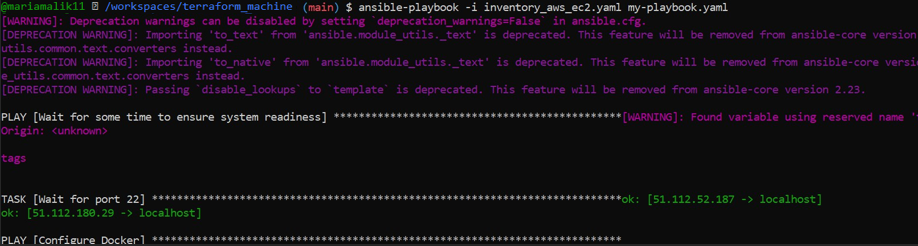 @mariamalik11 /workspaces/terraform_machine (main) $ ansible-playbook -i inventory_aws_ec2.yaml my-playbook.yaml
[WARNING]: Deprecation warnings can be disabled by setting `deprecation_warnings=False` in ansible.cfg.
[DEPRECATION WARNING]: Importing 'to_text' from 'ansible.module_utils._text' is deprecated. This feature will be removed from ansible-core version
utils.common.text.converters instead.
[DEPRECATION WARNING]: Importing 'to_native' from 'ansible.module_utils._text' is deprecated. This feature will be removed from ansible-core versi
e_utils.common.text.converters instead.
[DEPRECATION WARNING]: Passing `disable_lookups` to `template` is deprecated. This feature will be removed from ansible-core version 2.23.
PLAY [Wait for some time to ensure system readiness] **********************************************[WARNING]: Found variable using reserved name '
Origin: <unknown>
tags
TASK [Wait for port 22] ***************************************************************************ok: [51.112.52.187 -> localhost]
ok: [51.112.180.29 -> localhost]
PLAY [Configure Docker] ***************************************************************************